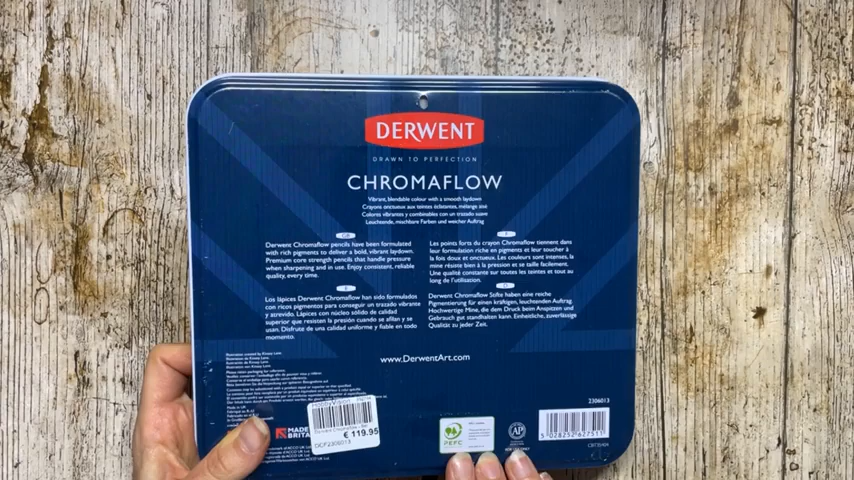 DERWENT
DRAWN TO PERFECTION
CHROMAFLOW
Vibrant, blendable colour with a smooth laydown
Crayons onctueux aux teintes éclatantes, mélange aisé
Colores vibrantes y combinables con un trazado suave
Leuchtende, mischbare Farben und weicher Auftrag
GB
Derwent Chromaflow pencils have been formulated
with rich pigments to deliver a bold, vibrant laydown.
Premium core strength pencils that handle pressure
when sharpening and in use. Enjoy consistent, reliable
quality, every time.
F
Les points forts du crayon Chromaflow tiennent dans
leur formulation riche en pigments et leur toucher à
la fois doux et onctueux. Les couleurs sont intenses, la
mine résiste bien à la pression et se taille facilement.
Une qualité constante sur toutes les teintes et tout au
long de l'utilisation.
E
Los lápices Derwent Chromaflow han sido formulados
con ricos pigmentos para conseguir un trazado vibrante
y atrevido. Lápices con núcleo sólido de calidad
superior que resisten la presión cuando se afilan y se
usan. Disfrute de una calidad uniforme y fiable en todo
momento.
D
Derwent Chromaflow Stifte haben eine reiche
Pigmentierung für einen kräftigen, leuchtenden Auftrag.
Hochwertige Mine, die dem Druck beim Anspitzen und
Gebrauch gut standhalten kann. Einheitliche, zuverlässige
Qualität zu jeder Zeit.
www.DerwentArt.com
MADE
BRITA
€ 119.95
DCF2306013
PEFC
AP
2306013
5 028252 627511